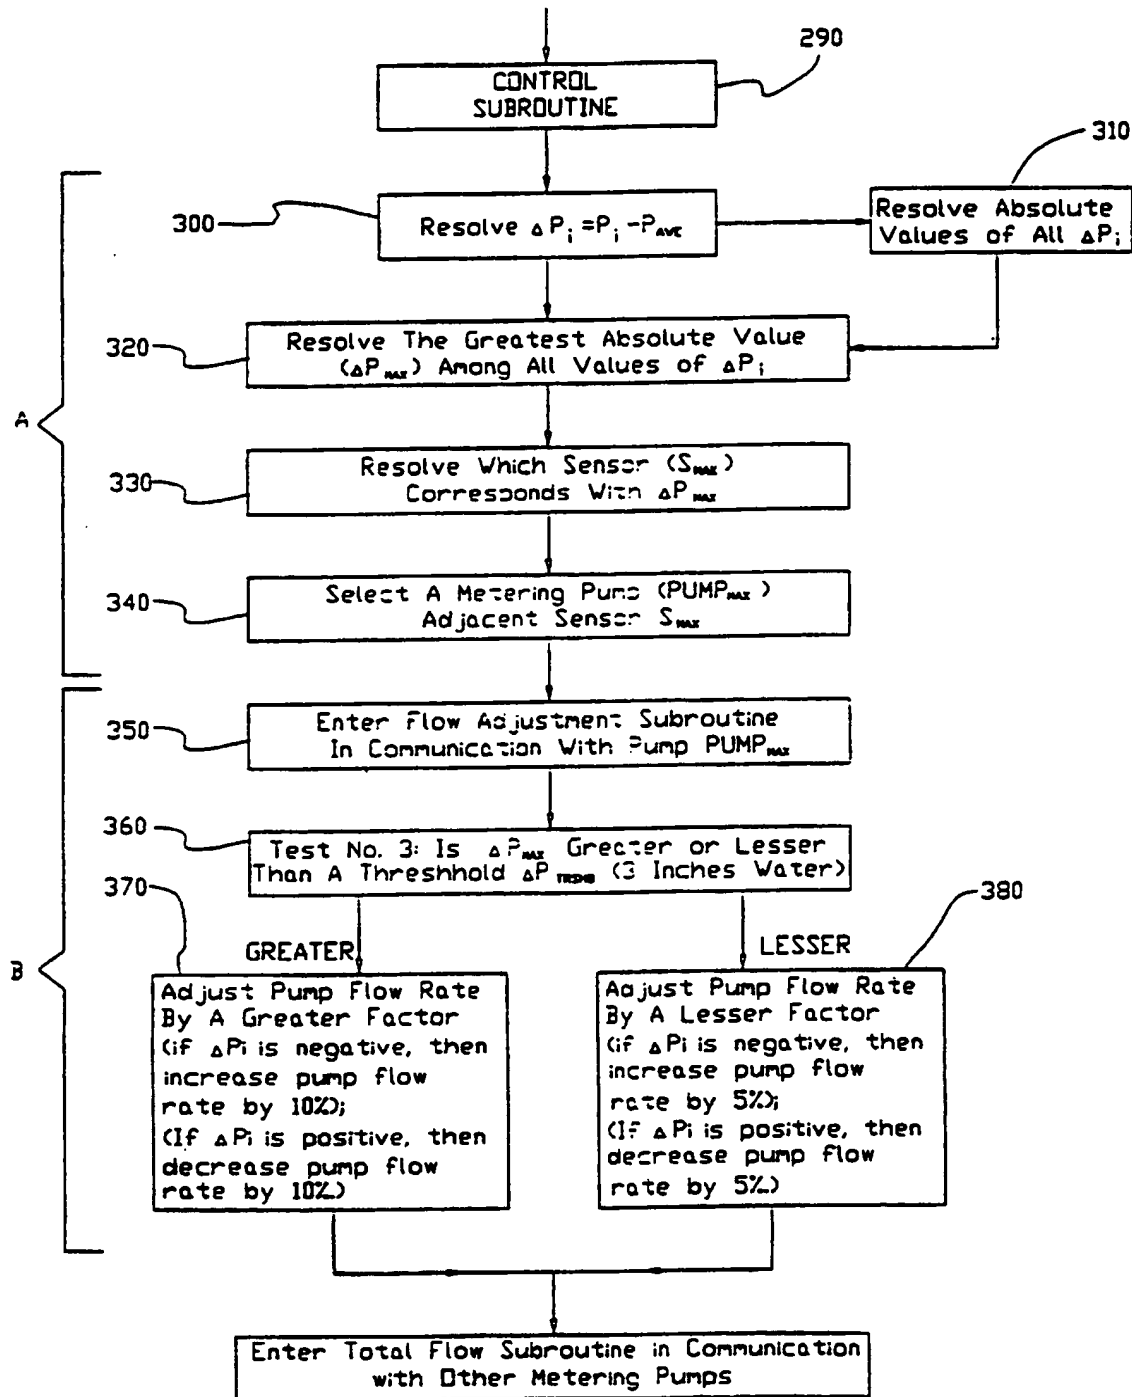 290
CONTROL
SUBROUTINE
310
300
Resolve ΔPi =Pi -PAVE
Resolve Absolute
Values of All ΔPi
320
Resolve The Greatest Absolute Value
(ΔPMAX) Among All Values of ΔPi
A
330
Resolve Which Sensor (SMAX)
Corresponds With ΔPMAX
340
Select A Metering Pump (PUMPMAX)
Adjacent Sensor SMAX
350
Enter Flow Adjustment Subroutine
In Communication With Pump PUMPMAX
360
Test No. 3: Is ΔPMAX Greater or Lesser
Than A Threshhold ΔPTRSHD (3 Inches Water)
370
380
GREATER
LESSER
B
Adjust Pump Flow Rate
By A Greater Factor
(if ΔPi is negative, then
increase pump flow
rate by 10%);
(If ΔPi is positive, then
decrease pump flow
rate by 10%)
Adjust Pump Flow Rate
By A Lesser Factor
(if ΔPi is negative, then
increase pump flow
rate by 5%);
(If ΔPi is positive, then
decrease pump flow
rate by 5%)
Enter Total Flow Subroutine in Communication
with Other Metering Pumps